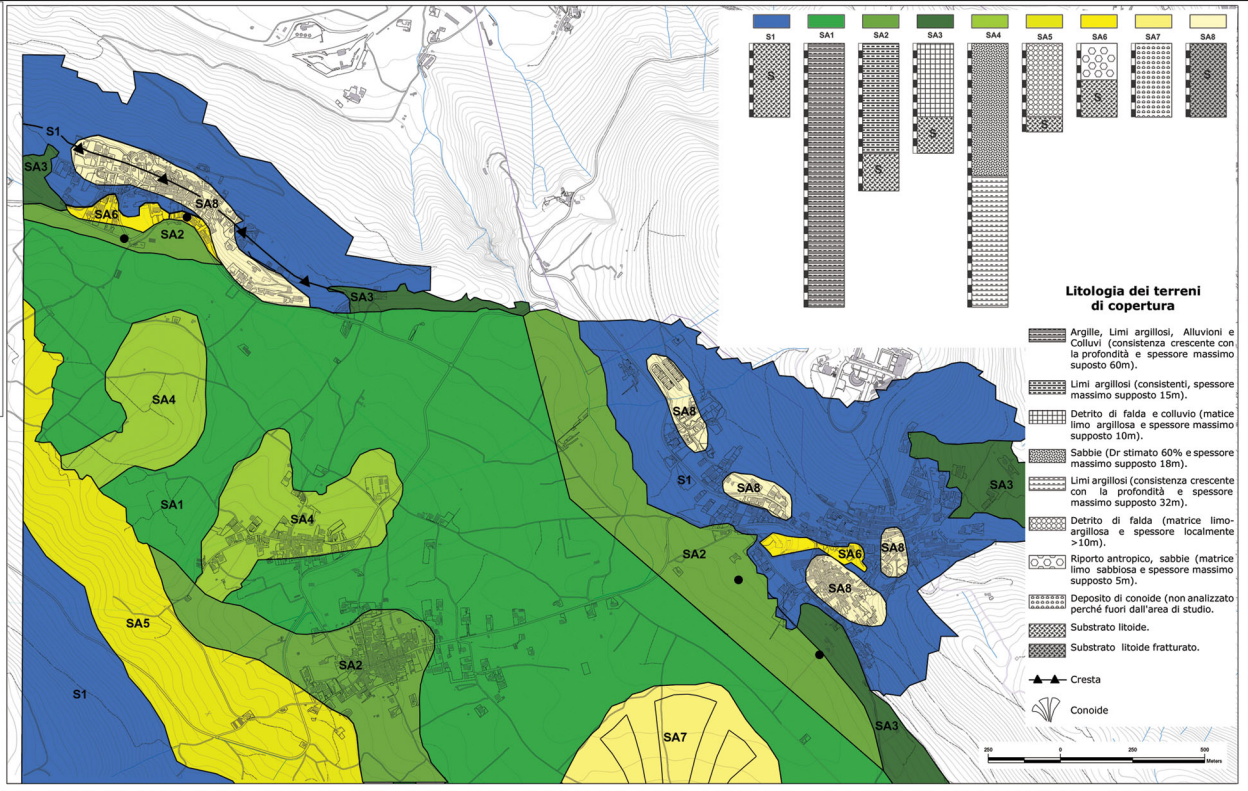 S1
SA1
SA2
SA3
SA4
SA5
SA6
SA7
SA8
S
S
S
S
S
S
Litologia dei terreni
di copertura
Argille, Limi argillosi, Alluvioni e
Colluvi (consistenza crescente con
la profondità e spessore massimo
suposto 60m).
Limi argillosi (consistenti, spessore
massimo supposto 15m).
Detrito di falda e colluvio (matice
limo argillosa e spessore massimo
supposto 10m).
Sabbie (Dr stimato 60% e spessore
massimo supposto 18m).
Limi argillosi (consistenza crescente
con la profondità e spessore
massimo supposto 32m).
Detrito di falda (matrice limo-
argillosa e spessore localmente
>10m).
Riporto antropico, sabbie (matrice
limo sabbiosa e spessore massimo
supposto 5m).
Deposito di conoide (non analizzato
perché fuori dall'area di studio.
Substrato litoide.
Substrato litoide fratturato.
Cresta
Conoide
250 0 250 500
Meters
S1
SA3
SA8
SA6
SA2
SA3
SA4
SA8
SA1
S1
SA8
SA3
SA4
SA2
SA6
SA8
SA8
SA5
SA2
S1
SA3
SA7